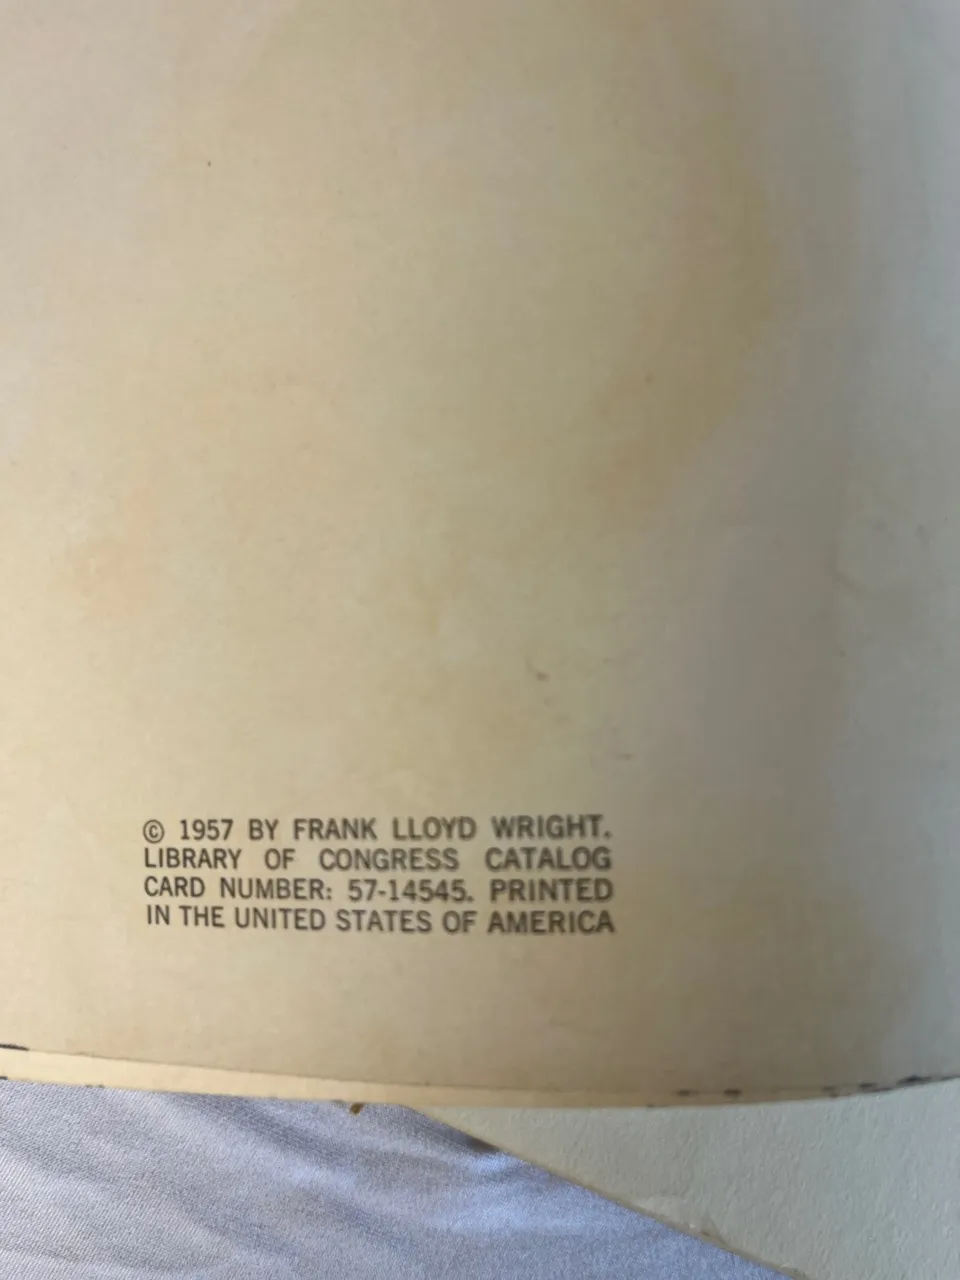 © 1957 BY FRANK LLOYD WRIGHT.
LIBRARY OF CONGRESS CATALOG
CARD NUMBER: 57-14545. PRINTED
IN THE UNITED STATES OF AMERICA